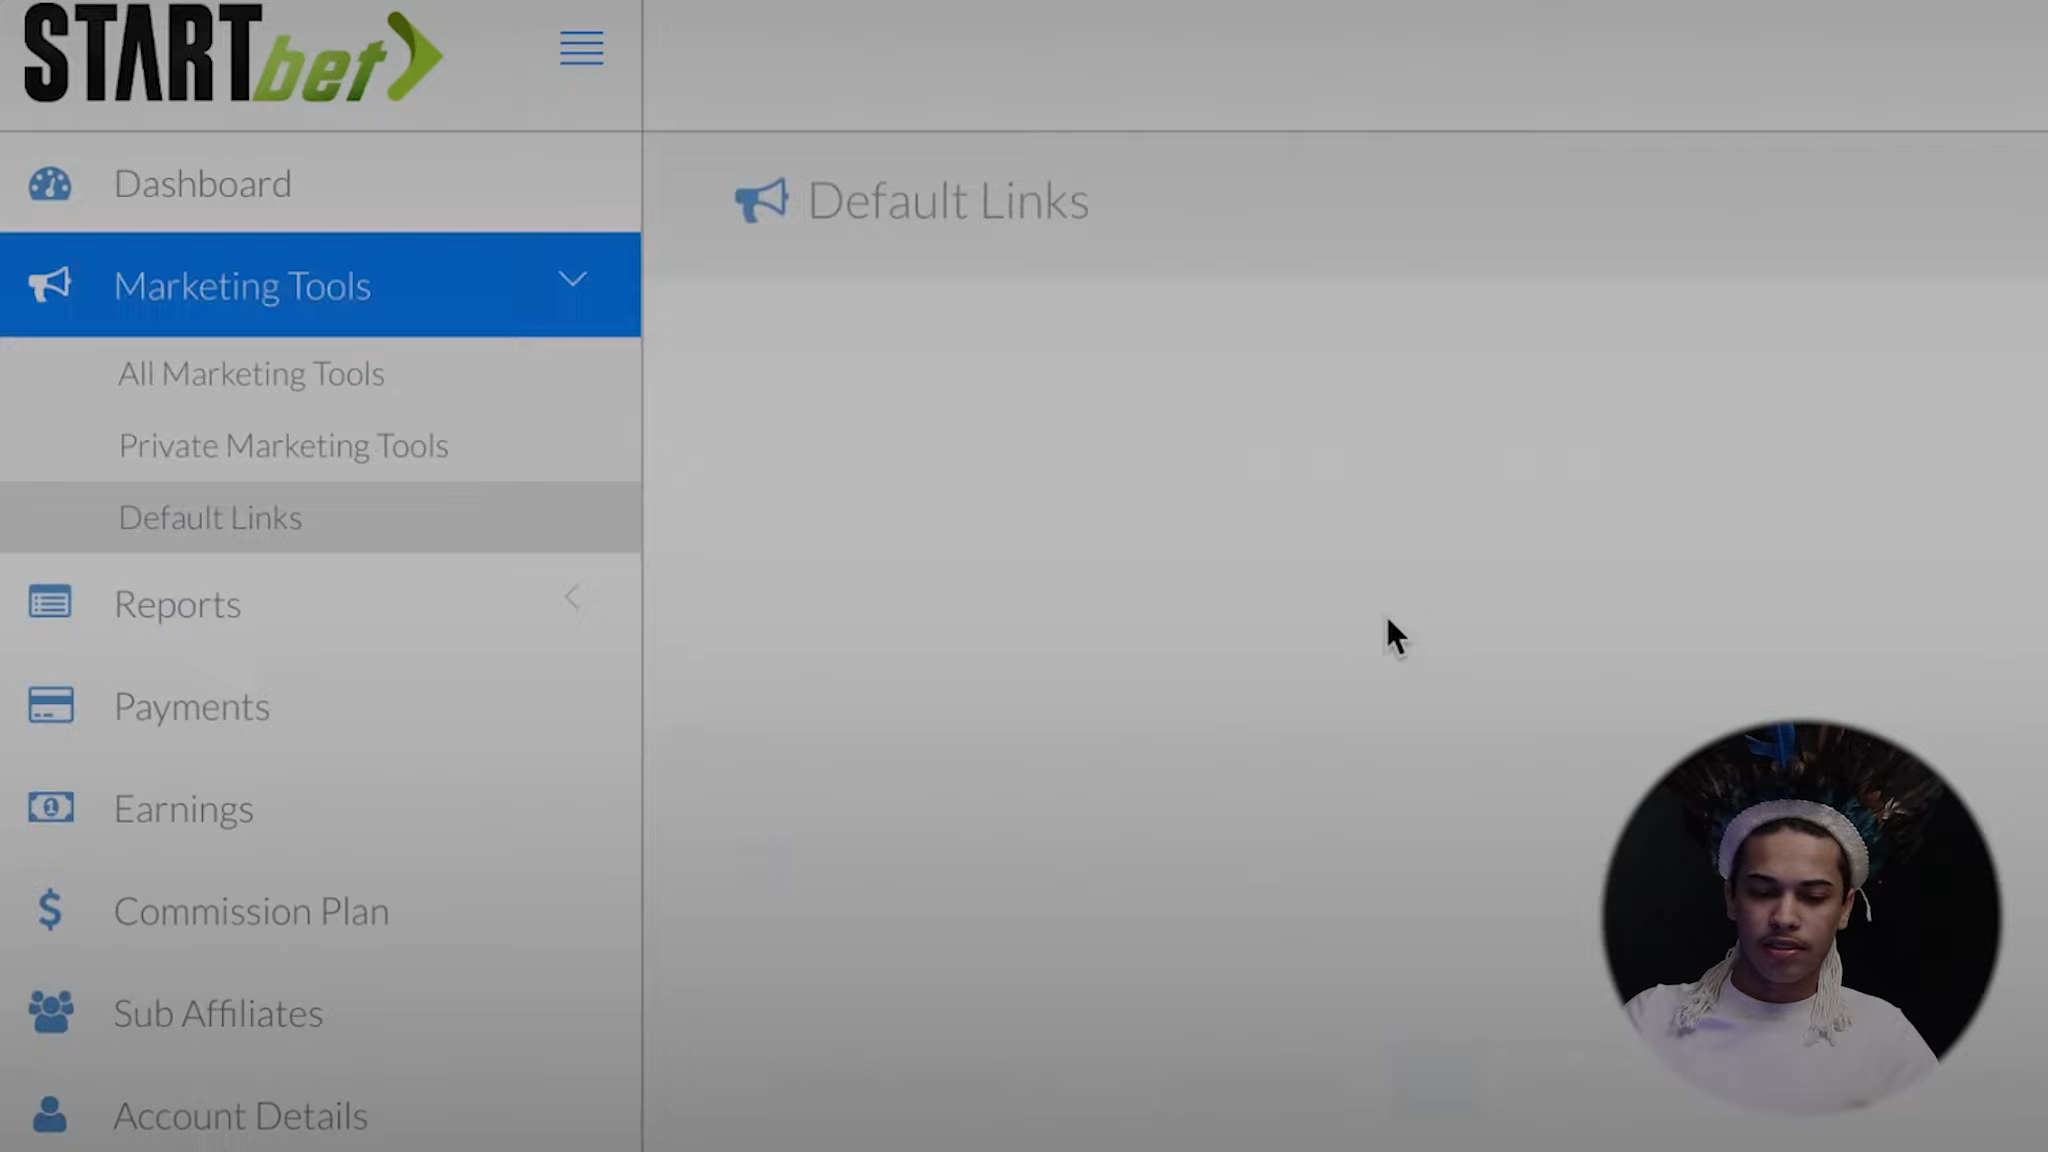 STARTbet
Dashboard
Default Links
Marketing Tools
All Marketing Tools
Private Marketing Tools
Default Links
Reports
Payments
Earnings
Commission Plan
Sub Affiliates
Account Details